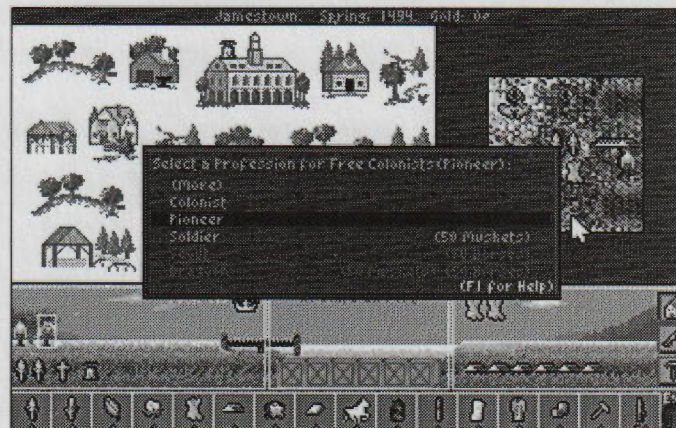 Jamestown. Spring, 1494. Gold: 0e
Select a Profession for Free Colonists(Pioneer):
(More)
Colonist
Pioneer
Soldier (50 Muskets)
(F1 for Help)